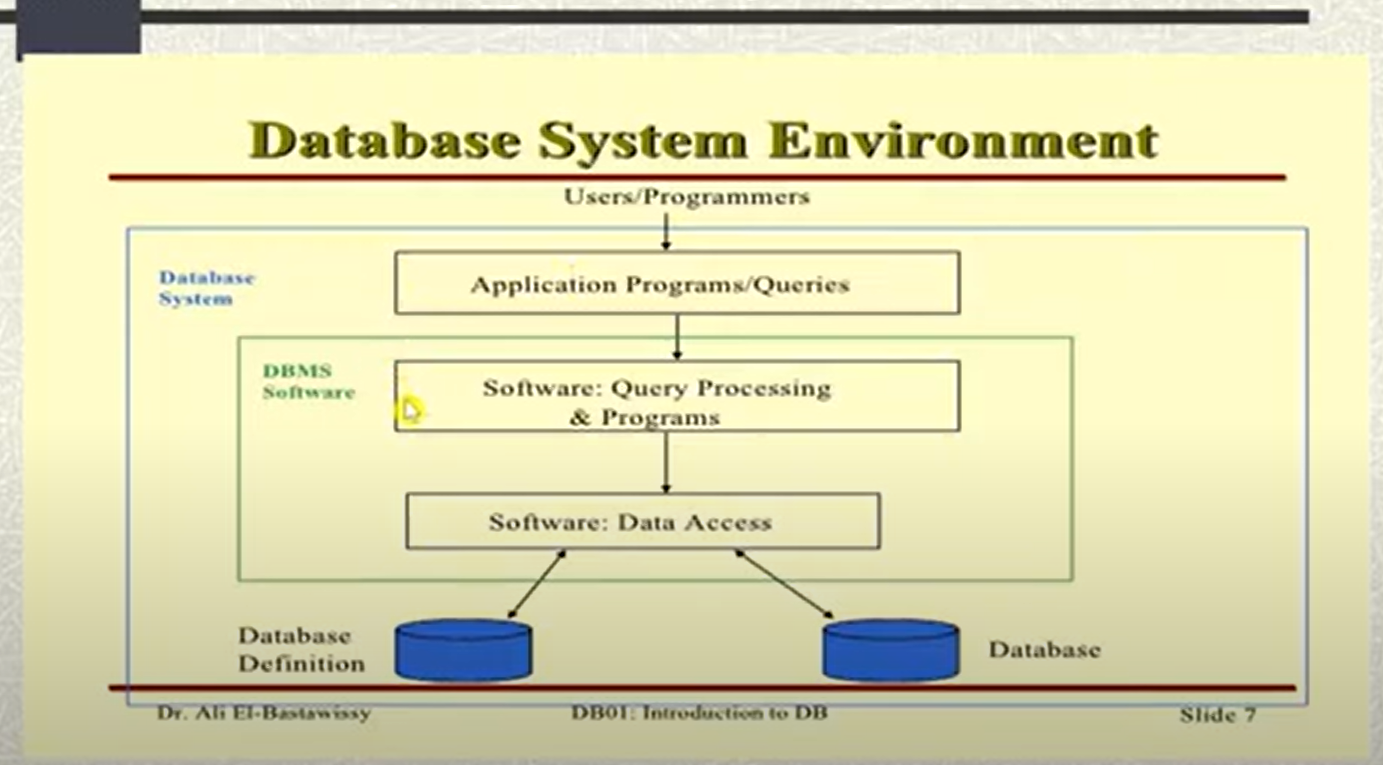 Database System Environment
Users/Programmers
Database
System
Application Programs/Queries
DBMS
Software
Software: Query Processing
& Programs
Software: Data Access
Database
Definition
Database
Dr. Ali El-Bastawissy
DB01: Introduction to DB
Slide 7